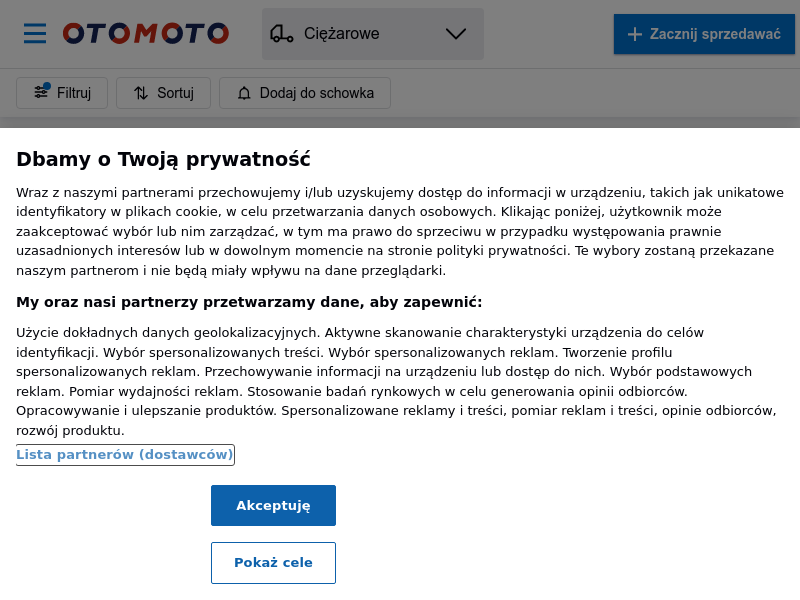 OTOMOTO
Ciężarowe
Zacznij sprzedawać
Filtruj
Sortuj
Dodaj do schowka
Dbamy o Twoją prywatność
Wraz z naszymi partnerami przechowujemy i/lub uzyskujemy dostęp do informacji w urządzeniu, takich jak unikatowe
identyfikatory w plikach cookie, w celu przetwarzania danych osobowych. Klikając poniżej, użytkownik może
zaakceptować wybór lub nim zarządzać, w tym ma prawo do sprzeciwu w przypadku występowania prawnie
uzasadnionych interesów lub w dowolnym momencie na stronie polityki prywatności. Te wybory zostaną przekazane
naszym partnerom i nie będą miały wpływu na dane przeglądarki.
My oraz nasi partnerzy przetwarzamy dane, aby zapewnić:
Użycie dokładnych danych geolokalizacyjnych. Aktywne skanowanie charakterystyki urządzenia do celów
identyfikacji. Wybór spersonalizowanych treści. Wybór spersonalizowanych reklam. Tworzenie profilu
spersonalizowanych reklam. Przechowywanie informacji na urządzeniu lub dostęp do nich. Wybór podstawowych
reklam. Pomiar wydajności reklam. Stosowanie badań rynkowych w celu generowania opinii odbiorców.
Opracowywanie i ulepszanie produktów. Spersonalizowane reklamy i treści, pomiar reklam i treści, opinie odbiorców,
rozwój produktu.
Lista partnerów (dostawców)
Akceptuję
Pokaż cele